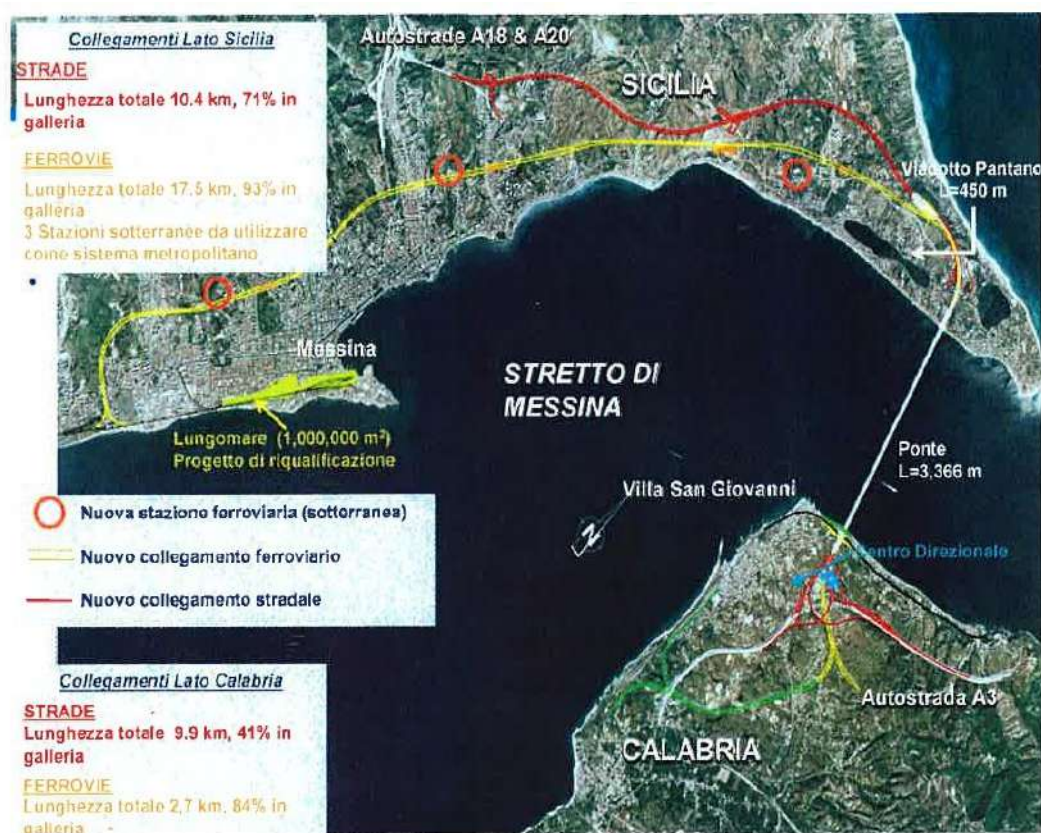 Collegamenti Lato Sicilia
STRADE
Lunghezza totale 10.4 km, 71% in
galleria
FERROVIE
Lunghezza totale 17.5 km, 93% in
galleria
3 Stazioni sotterranee da utilizzare
come sistema metropolitano
Autostrade A18 & A20
SICILIA
Viadotto Pantano
L=450 m
Messina
Lungomare (1,000,000 m²)
Progetto di riqualificazione
STRETTO DI
MESSINA
Ponte
L=3,366 m
Villa San Giovanni
N
Centro Direzionale
Nuova stazione ferroviaria (sotterranea)
Nuovo collegamento ferroviario
Nuovo collegamento stradale
Autostrada A3
CALABRIA
Collegamenti Lato Calabria
STRADE
Lunghezza totale 9.9 km, 41% in
galleria
FERROVIE
Lunghezza totale 2,7 km, 84% in
galleria